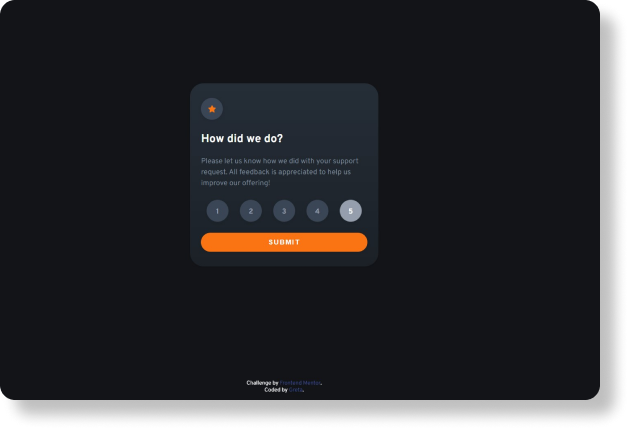 How did we do?
Please let us know how we did with your support
request. All feedback is appreciated to help us
improve our offering!
1 2 3 4 5
SUBMIT
Challenge by Frontend Mentor.
Coded by